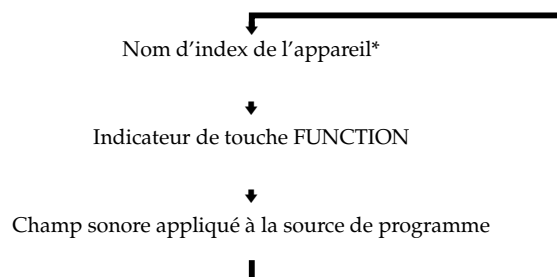 Nom d’index de l’appareil*
Indicateur de touche FUNCTION
Champ sonore appliqué à la source de programme